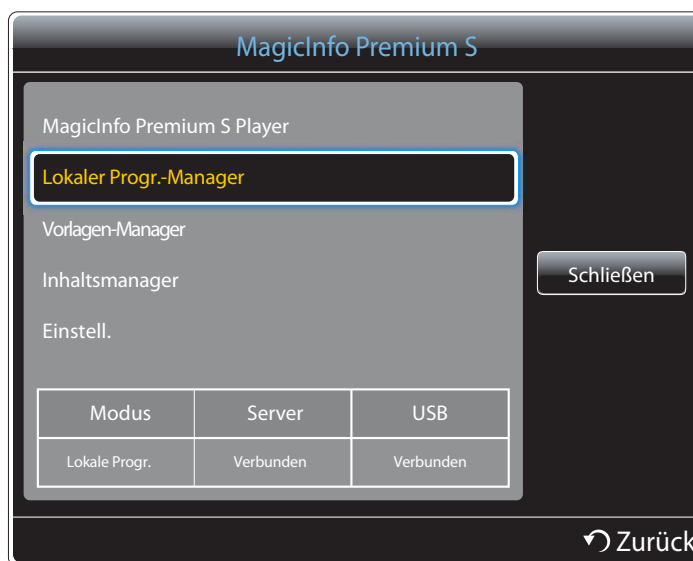 MagicInfo Premium S
MagicInfo Premium S Player
Lokaler Progr.-Manager
Vorlagen-Manager
Inhaltsmanager
Einstell.
Schließen
Modus Server USB
Lokale Progr. Verbunden Verbunden
Zurück